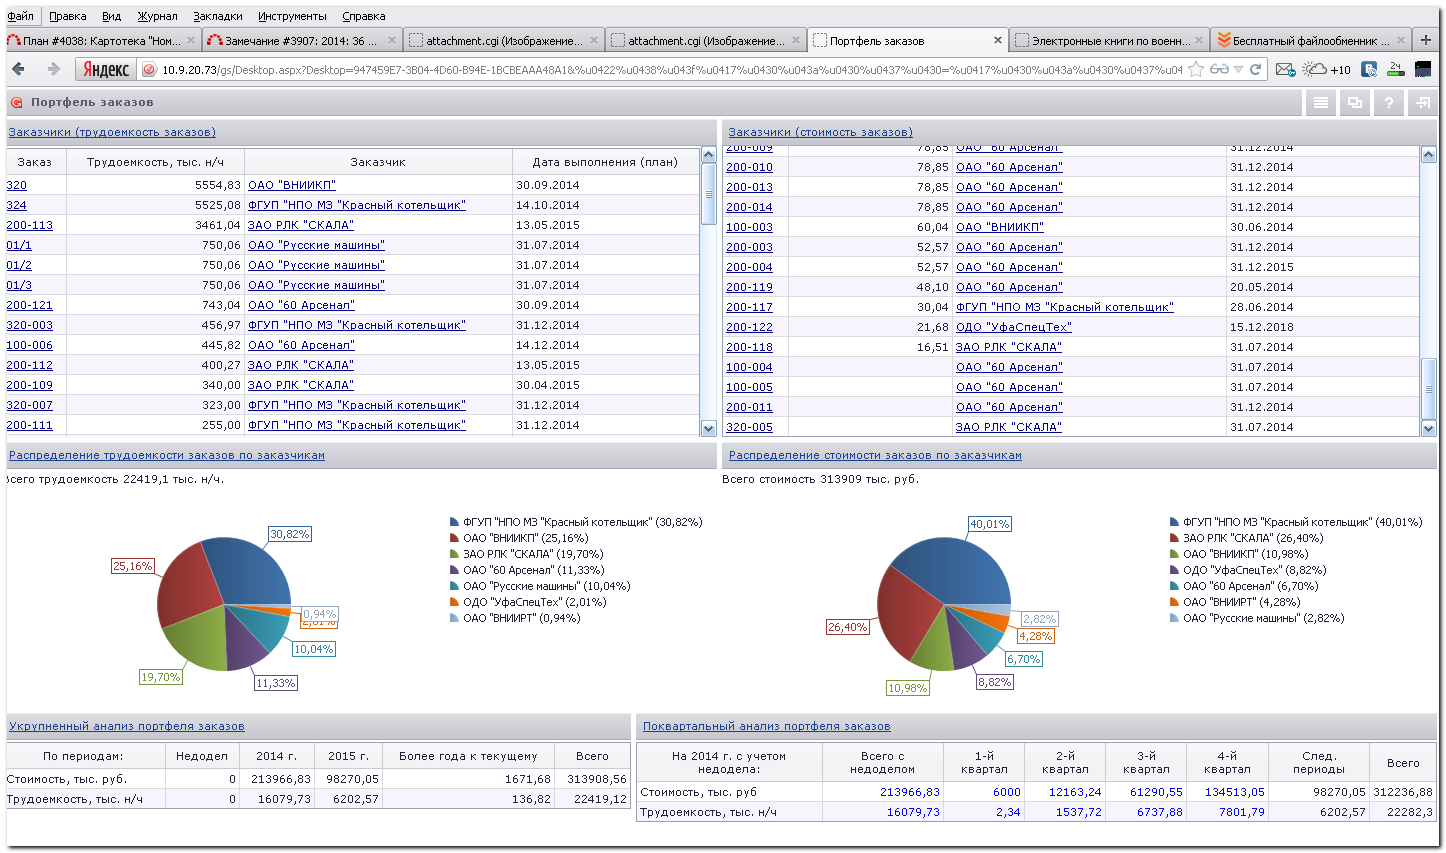 Файл Правка Вид Журнал Закладки Инструменты Справка
План #4038: Картотека "Ном... Замечание #3907: 2014: 36 ... attachment.cgi (Изображение... attachment.cgi (Изображение... Портфель заказов Электронные книги по военн... Бесплатный файлообменник ...
Яндекс 10.9.20.73/gs/Desktop.aspx?Desktop=947459E7-3B04-4D60-B94E-1BCBEAAA48A1&%u0422%u0438%u043f%u0417%u0430%u043a%u0430%u0437%u0430=%u0417%u0430%u043a%u0430%u0437%u04 +10 2ч
Портфель заказов
Заказчики (трудоемкость заказов)
Заказ Трудоемкость, тыс. н/ч Заказчик Дата выполнения (план)
320 5554,83 ОАО "ВНИИКП" 30.09.2014
324 5525,08 ФГУП "НПО МЗ "Красный котельщик" 14.10.2014
200-113 3461,04 ЗАО РЛК "СКАЛА" 13.05.2015
01/1 750,06 ОАО "Русские машины" 31.07.2014
01/2 750,06 ОАО "Русские машины" 31.07.2014
01/3 750,06 ОАО "Русские машины" 31.07.2014
200-121 743,04 ОАО "60 Арсенал" 30.09.2014
320-003 456,97 ФГУП "НПО МЗ "Красный котельщик" 31.12.2014
100-006 445,82 ОАО "60 Арсенал" 14.12.2014
200-112 400,27 ЗАО РЛК "СКАЛА" 13.05.2015
200-109 340,00 ЗАО РЛК "СКАЛА" 30.04.2015
320-007 323,00 ФГУП "НПО МЗ "Красный котельщик" 31.12.2014
200-111 255,00 ФГУП "НПО МЗ "Красный котельщик" 31.12.2014
Заказчики (стоимость заказов)
200-009 78,85 ОАО "60 Арсенал" 31.12.2014
200-010 78,85 ОАО "60 Арсенал" 31.12.2014
200-013 78,85 ОАО "60 Арсенал" 31.12.2014
200-014 78,85 ОАО "60 Арсенал" 31.12.2014
100-003 60,04 ОАО "ВНИИКП" 30.06.2014
200-003 52,57 ОАО "60 Арсенал" 31.12.2014
200-004 52,57 ОАО "60 Арсенал" 31.12.2015
200-119 48,10 ОАО "60 Арсенал" 20.05.2014
200-117 30,04 ФГУП "НПО МЗ "Красный котельщик" 28.06.2014
200-122 21,68 ОДО "УфаСпецТех" 15.12.2018
200-118 16,51 ЗАО РЛК "СКАЛА" 31.07.2014
100-004 ОАО "60 Арсенал" 31.07.2014
100-005 ОАО "60 Арсенал" 31.07.2014
200-011 ОАО "60 Арсенал" 31.12.2014
320-005 ЗАО РЛК "СКАЛА" 31.07.2014
Распределение трудоемкости заказов по заказчикам
Всего трудоемкость 22419,1 тыс. н/ч.
30,82%
25,16%
0,94%
2,01%
10,04%
19,70%
11,33%
ФГУП "НПО МЗ "Красный котельщик" (30,82%)
ОАО "ВНИИКП" (25,16%)
ЗАО РЛК "СКАЛА" (19,70%)
ОАО "60 Арсенал" (11,33%)
ОАО "Русские машины" (10,04%)
ОДО "УфаСпецТех" (2,01%)
ОАО "ВНИИРТ" (0,94%)
Распределение стоимости заказов по заказчикам
Всего стоимость 313909 тыс. руб.
40,01%
2,82%
26,40%
4,28%
6,70%
8,82%
10,98%
ФГУП "НПО МЗ "Красный котельщик" (40,01%)
ЗАО РЛК "СКАЛА" (26,40%)
ОАО "ВНИИКП" (10,98%)
ОДО "УфаСпецТех" (8,82%)
ОАО "60 Арсенал" (6,70%)
ОАО "ВНИИРТ" (4,28%)
ОАО "Русские машины" (2,82%)
Укрупненный анализ портфеля заказов
По периодам: Недодел 2014 г. 2015 г. Более года к текущему Всего
Стоимость, тыс. руб. 0 213966,83 98270,05 1671,68 313908,56
Трудоемкость, тыс. н/ч 0 16079,73 6202,57 136,82 22419,12
Поквартальный анализ портфеля заказов
На 2014 г. с учетом Всего с 1-й 2-й 3-й 4-й След. Всего
недодела: недоделом квартал квартал квартал квартал периоды
Стоимость, тыс. руб 213966,83 6000 12163,24 61290,55 134513,05 98270,05 312236,88
Трудоемкость, тыс. н/ч 16079,73 2,34 1537,72 6737,88 7801,79 6202,57 22282,3